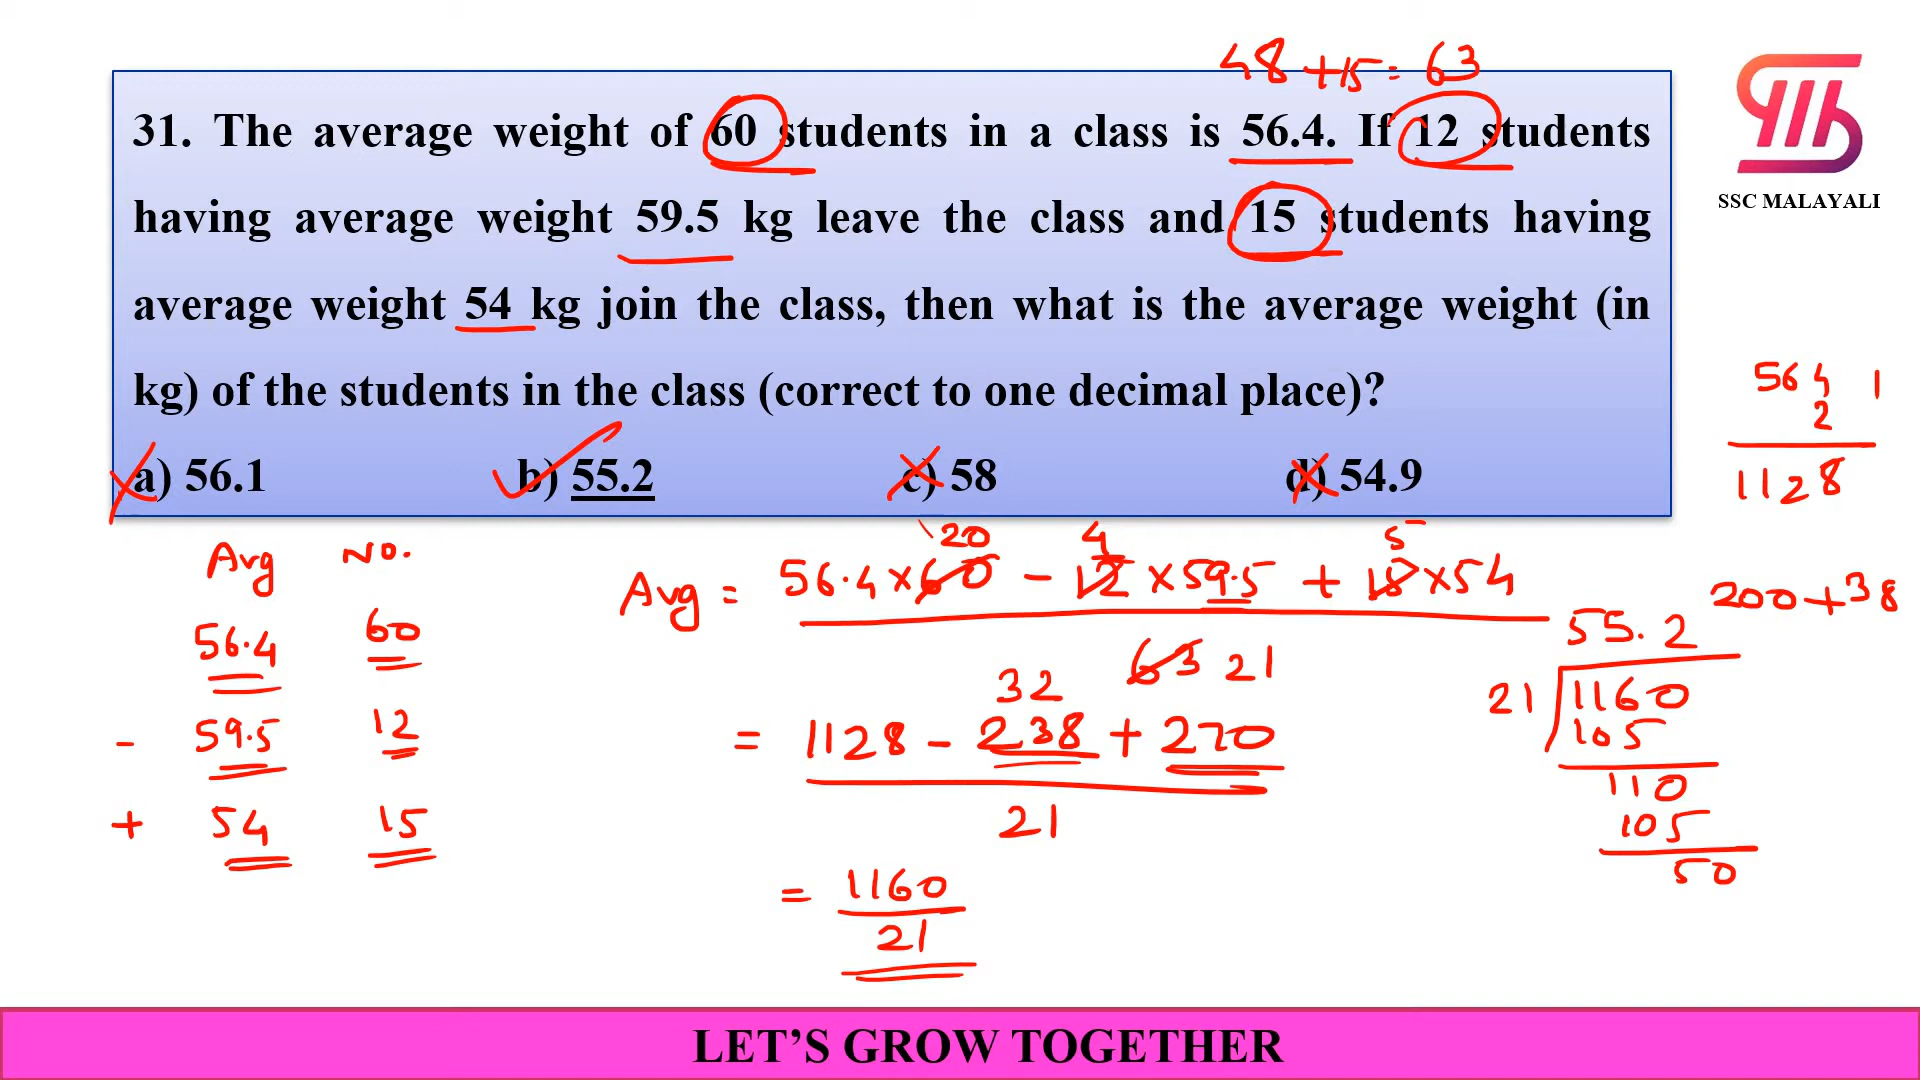 48 + 15 = 63
31. The average weight of 60 students in a class is 56.4. If 12 students
having average weight 59.5 kg leave the class and 15 students having
average weight 54 kg join the class, then what is the average weight (in
kg) of the students in the class (correct to one decimal place)?
a) 56.1 b) 55.2 c) 58 d) 54.9
SSC MALAYALI
564 1
2
1128
200+38
Avg No.
56.4 60
- 59.5 12
+ 54 15
20 4 5
Avg = 56.4 × 60 - 12 × 59.5 + 15 × 54
63 21
32
= 1128 - 238 + 270
21
= 1160
21
55.2
21 1160
105
110
105
50
LET’S GROW TOGETHER